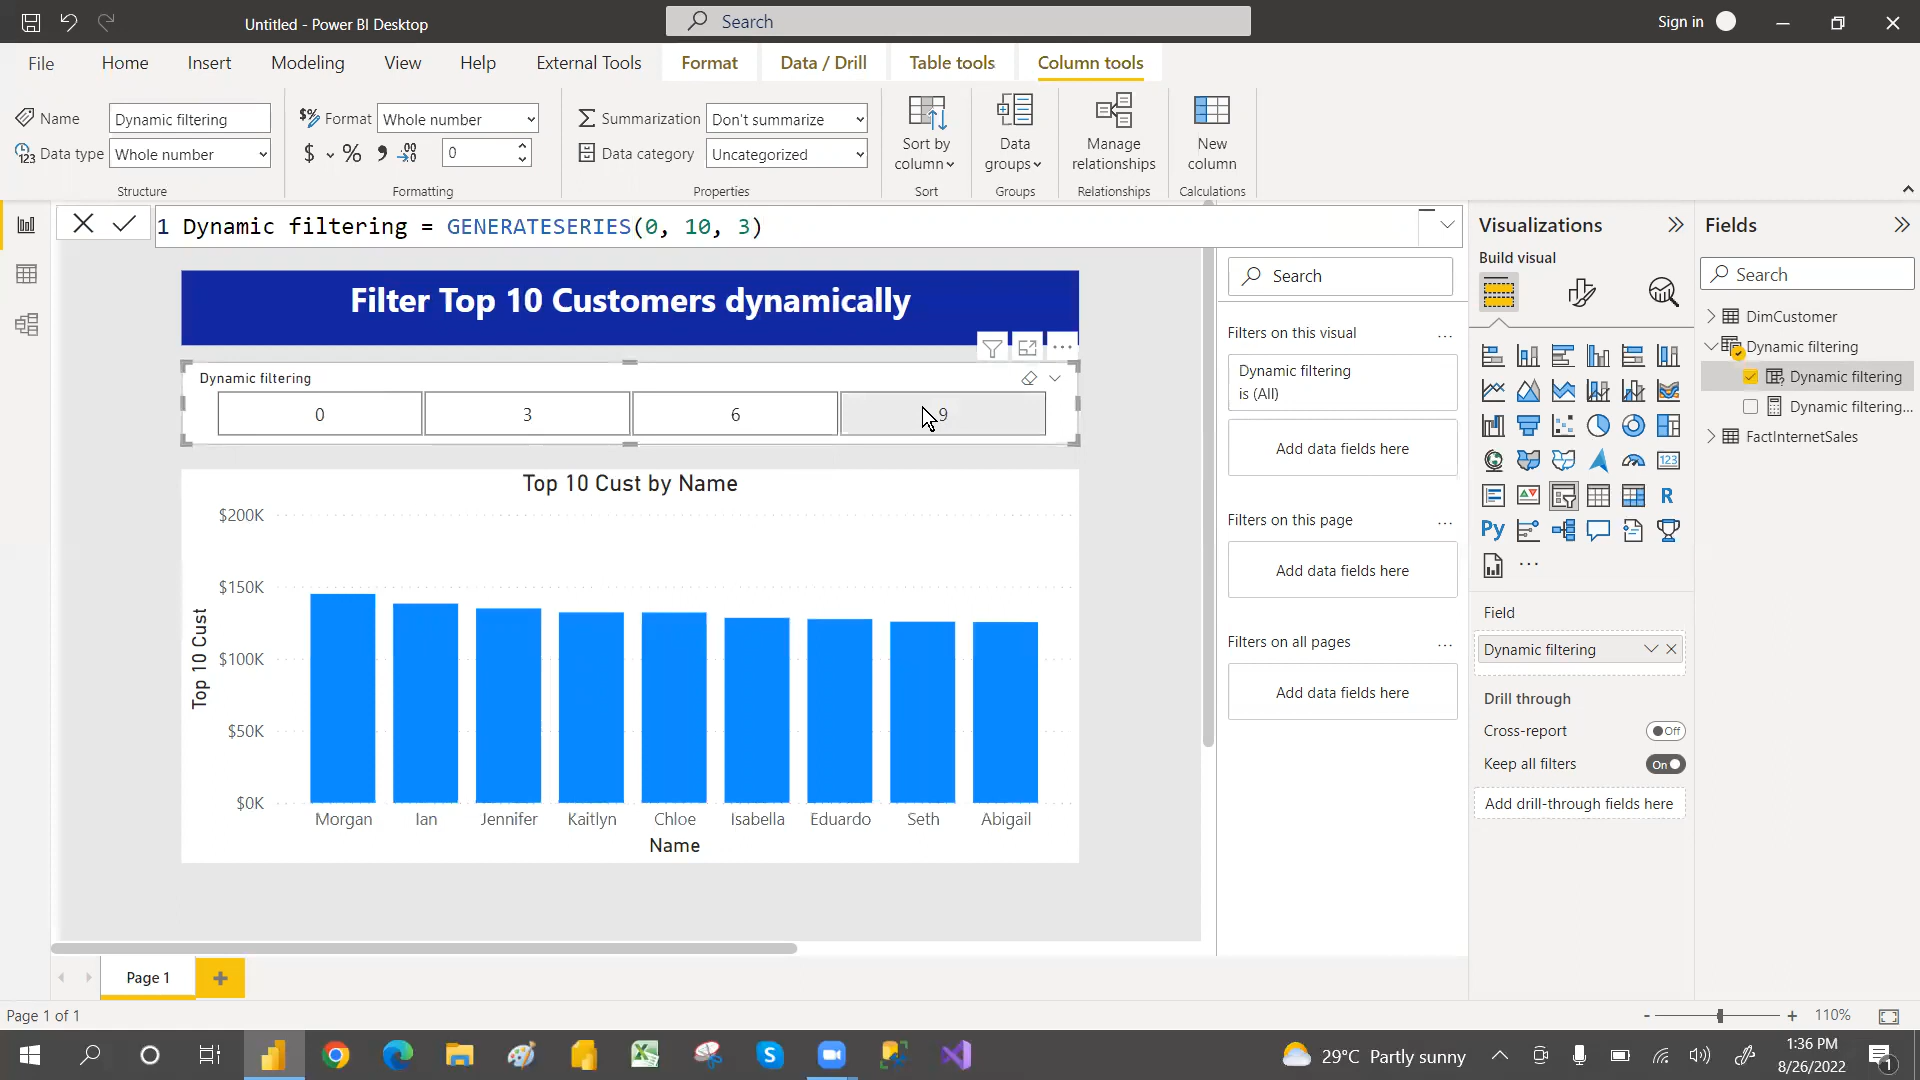 Untitled - Power BI Desktop
Search
Sign in
File Home Insert Modeling View Help External Tools Format Data / Drill Table tools Column tools
Name Dynamic filtering
Data type Whole number
Structure
Format Whole number
$ % 0
Formatting
Summarization Don't summarize
Data category Uncategorized
Properties
Sort by column
Sort
Data groups
Groups
Manage relationships
Relationships
New column
Calculations
1 Dynamic filtering = GENERATESERIES(0, 10, 3)
Filter Top 10 Customers dynamically
Dynamic filtering
0 3 6 9
Top 10 Cust by Name
$200K
$150K
$100K
$50K
$0K
Top 10 Cust
Morgan Ian Jennifer Kaitlyn Chloe Isabella Eduardo Seth Abigail
Name
Search
Filters on this visual ...
Dynamic filtering
is (All)
Add data fields here
Filters on this page ...
Add data fields here
Filters on all pages ...
Add data fields here
Visualizations
Build visual
123
R
Py
...
Field
Dynamic filtering
Drill through
Cross-report Off
Keep all filters On
Add drill-through fields here
Fields
Search
DimCustomer
Dynamic filtering
Dynamic filtering
Dynamic filtering...
FactInternetSales
Page 1
Page 1 of 1
- + 110%
29°C Partly sunny
1:36 PM
8/26/2022
1